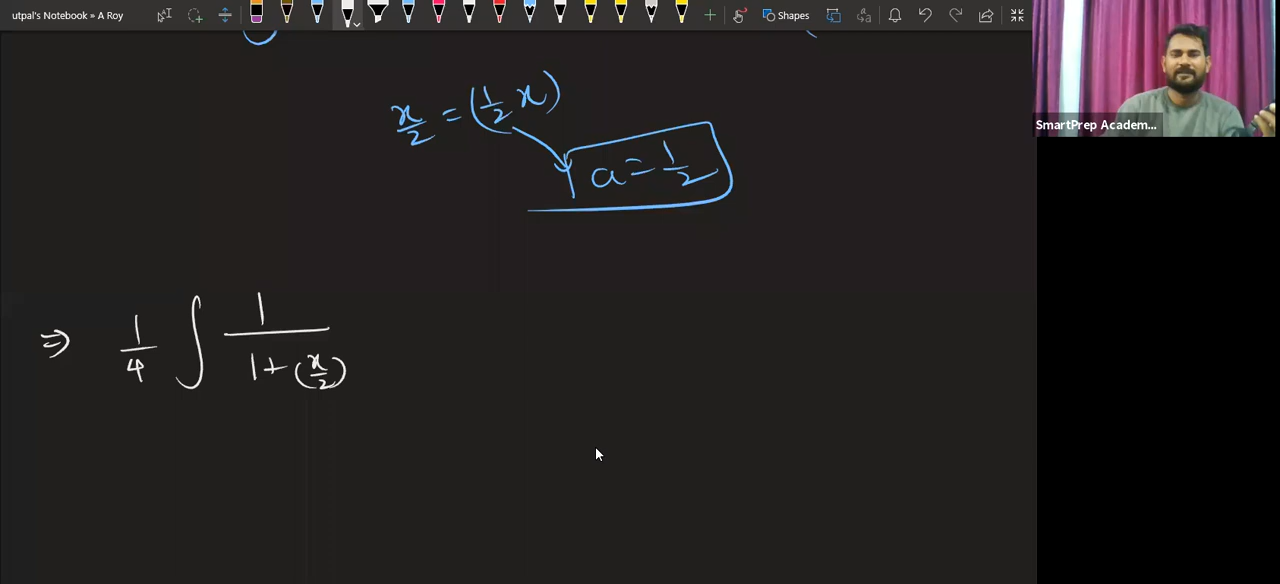 utpal's Notebook » A Roy
Shapes
SmartPrep Academ...
x/2 = (1/2 x)
a = 1/2
⇒ 1/4 ∫ 1/(1+(x/2))